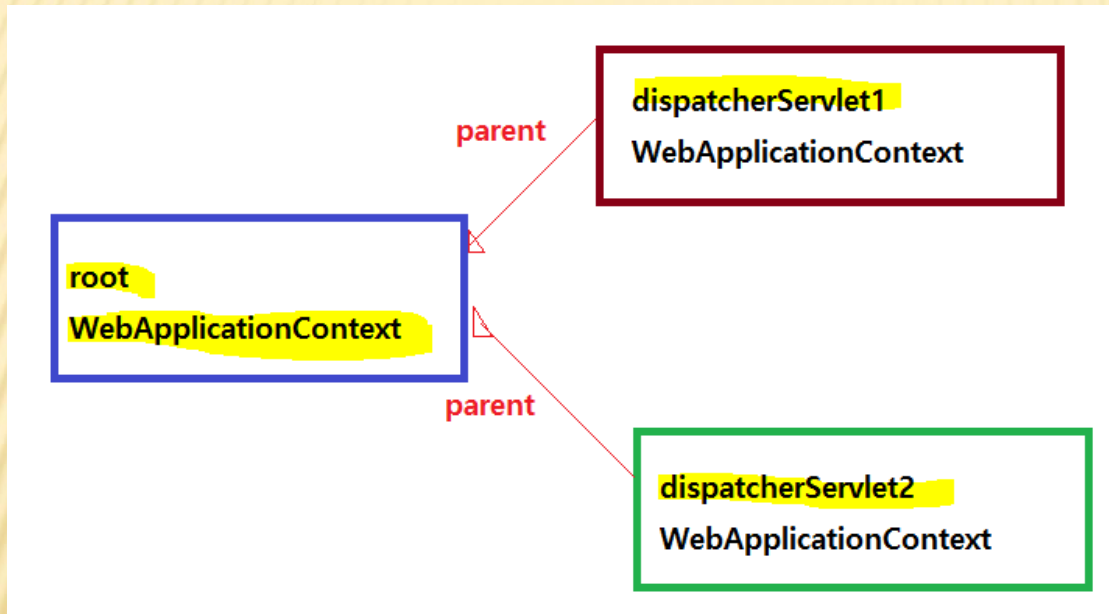 dispatcherServlet1
WebApplicationContext
parent
root
WebApplicationContext
parent
dispatcherServlet2
WebApplicationContext